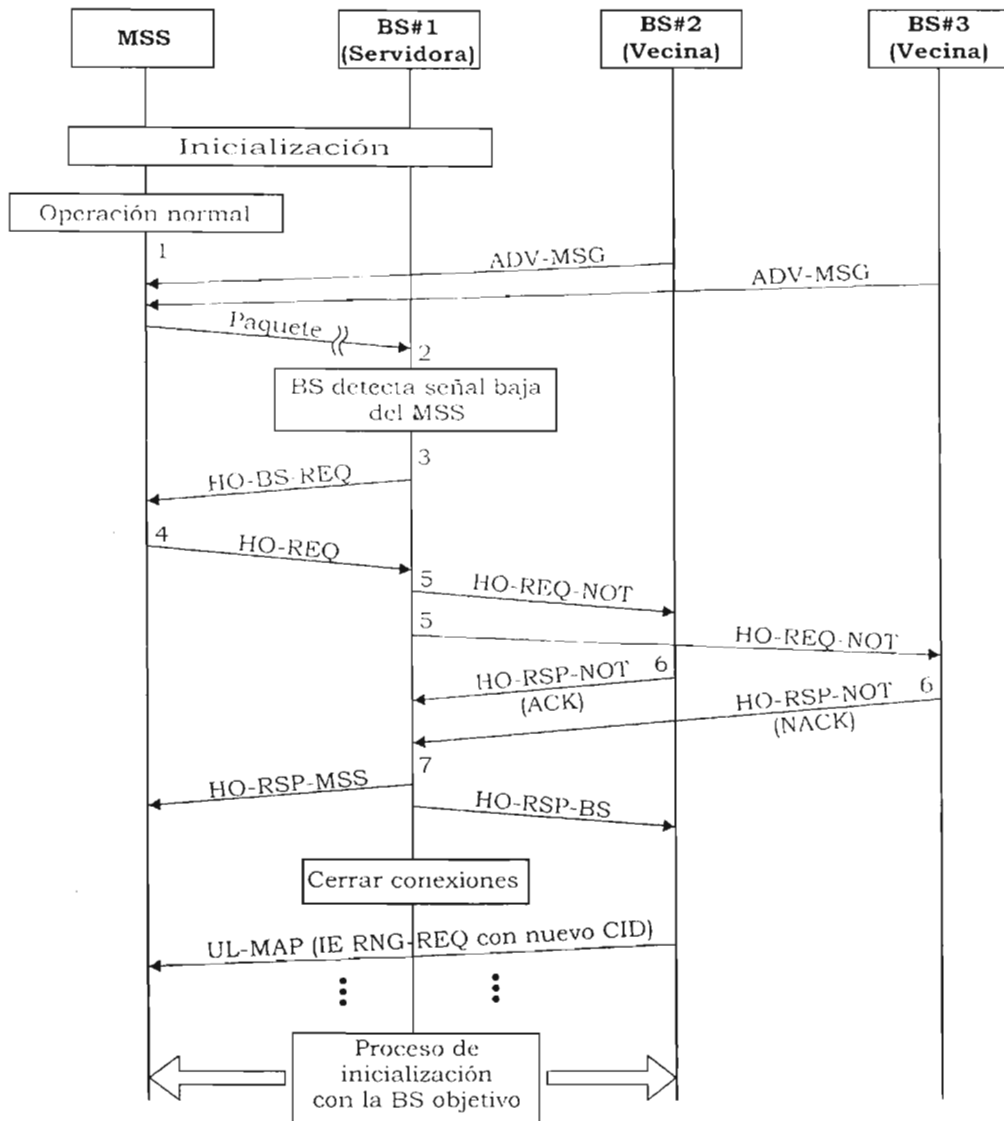 MSS
BS#1
(Servidora)
BS#2
(Vecina)
BS#3
(Vecina)
Inicialización
Operación normal
1
ADV-MSG
ADV-MSG
Paquete
2
BS detecta señal baja
del MSS
3
HO-BS-REQ
4
HO-REQ
5
HO-REQ-NOT
5
HO-REQ-NOT
HO-RSP-NOT
(ACK)
6
HO-RSP-NOT
(NACK)
6
7
HO-RSP-MSS
HO-RSP-BS
Cerrar conexiones
UL-MAP (IE RNG-REQ con nuevo CID)
Proceso de
inicialización
con la BS objetivo